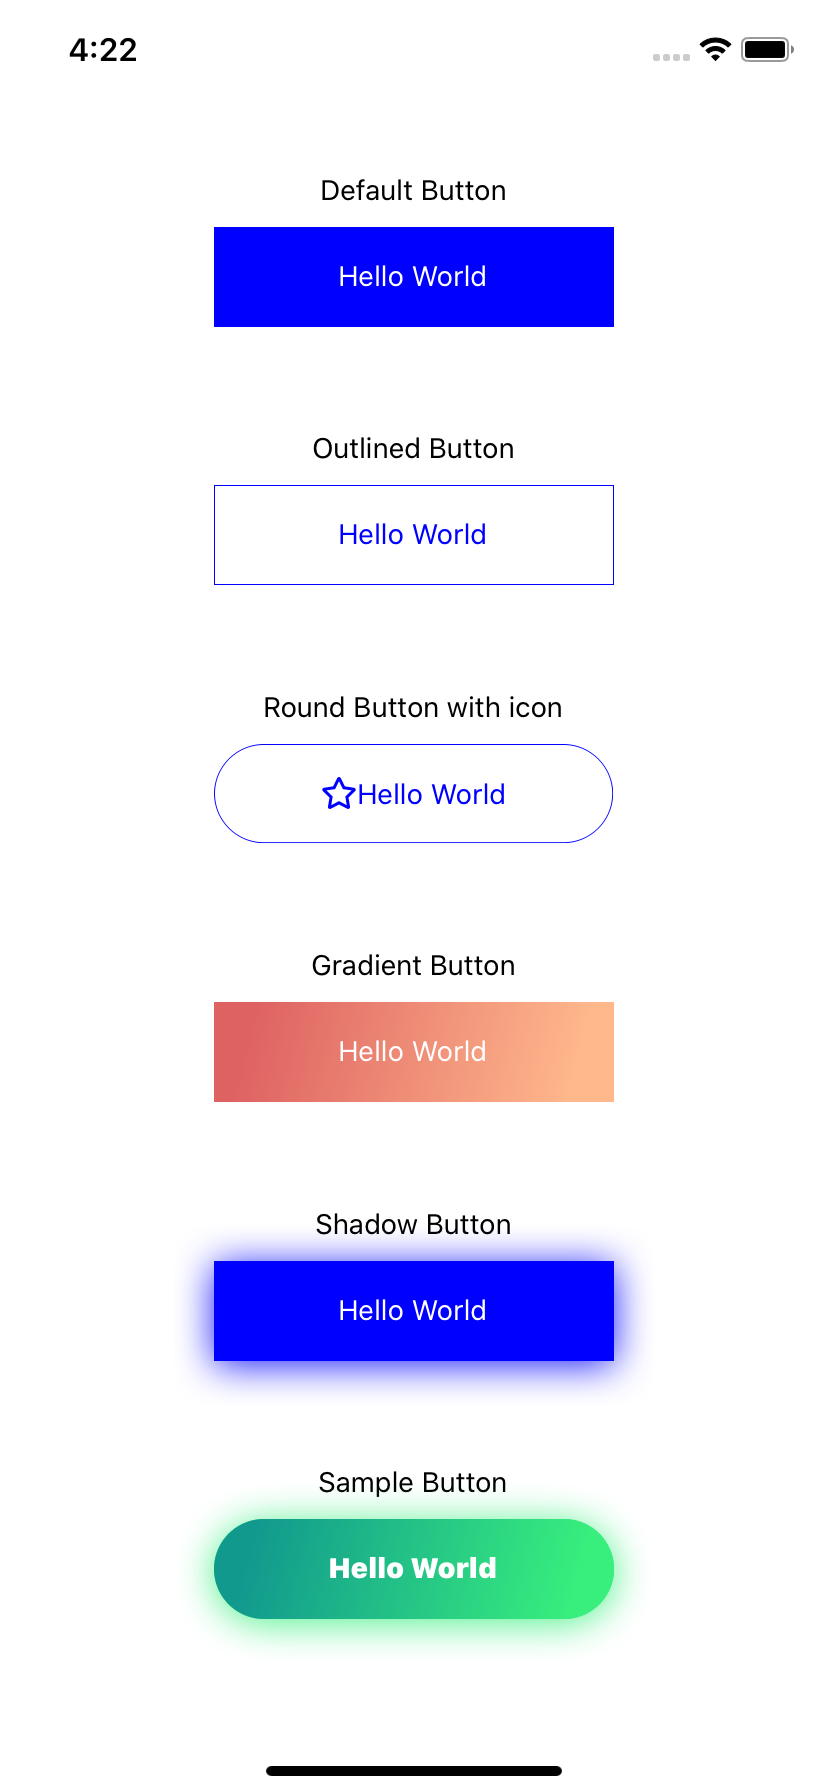 4:22
Default Button
Hello World
Outlined Button
Hello World
Round Button with icon
Hello World
Gradient Button
Hello World
Shadow Button
Hello World
Sample Button
Hello World